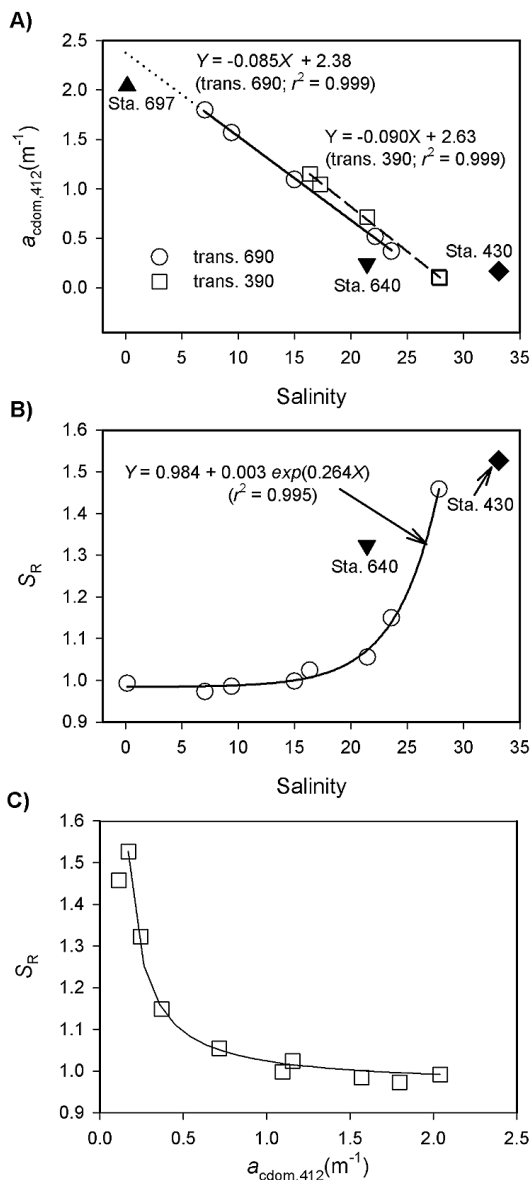 A)
Y = -0.085X + 2.38
(trans. 690; r² = 0.999)
Sta. 697
Y = -0.090X + 2.63
(trans. 390; r² = 0.999)
trans. 690
trans. 390
Sta. 640
Sta. 430
a_cdom,412(m⁻¹)
2.5
2.0
1.5
1.0
0.5
0.0
0 5 10 15 20 25 30 35
Salinity
B)
Y = 0.984 + 0.003 exp(0.264X)
(r² = 0.995)
Sta. 430
Sta. 640
S_R
1.6
1.5
1.4
1.3
1.2
1.1
1.0
0.9
0 5 10 15 20 25 30 35
Salinity
C)
S_R
1.6
1.5
1.4
1.3
1.2
1.1
1.0
0.9
0.0 0.5 1.0 1.5 2.0 2.5
a_cdom,412(m⁻¹)